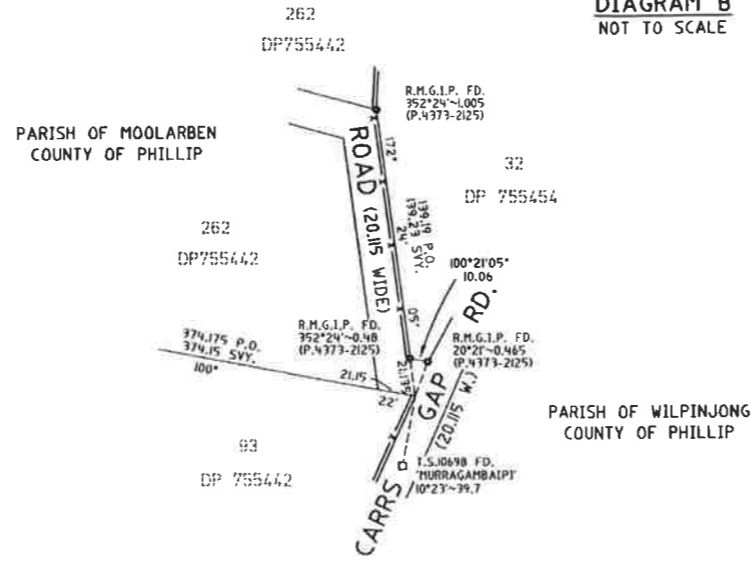 DIAGRAM B
NOT TO SCALE
262
DP755442
R.M.G.I.P. FD.
352°24'~1.005
(P.4373-2125)
PARISH OF MOOLARBEN
COUNTY OF PHILLIP
ROAD (20.115 WIDE)
172°
24'
05"
139.19 P.O.
139.23 SVY.
32
DP 755454
262
DP755442
100°21'05"
10.06
R.M.G.I.P. FD.
352°24'~0.48
(P.4373-2125)
R.M.G.I.P. FD.
20°21'~0.465
(P.4373-2125)
374.175 P.O.
374.15 SVY.
100°
22'
21.15
21.135
CARRS GAP RD.
(20.115 W.)
PARISH OF WILPINJONG
COUNTY OF PHILLIP
93
DP 755442
T.S.10698 FD.
10°23'~39.7